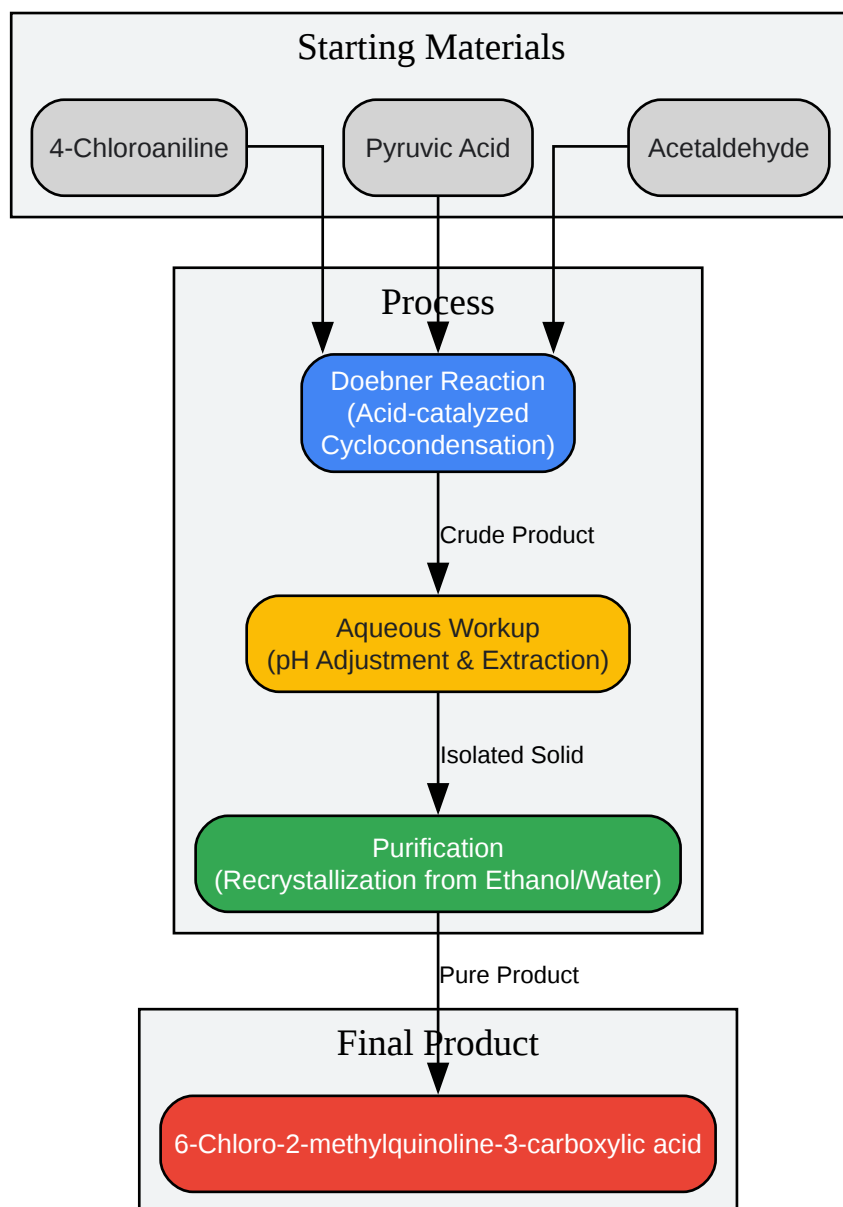 Starting Materials
4-Chloroaniline
Pyruvic Acid
Acetaldehyde
Process
Doebner Reaction
(Acid-catalyzed
Cyclocondensation)
Crude Product
Aqueous Workup
(pH Adjustment & Extraction)
Isolated Solid
Purification
(Recrystallization from Ethanol/Water)
Pure Product
Final Product
6-Chloro-2-methylquinoline-3-carboxylic acid